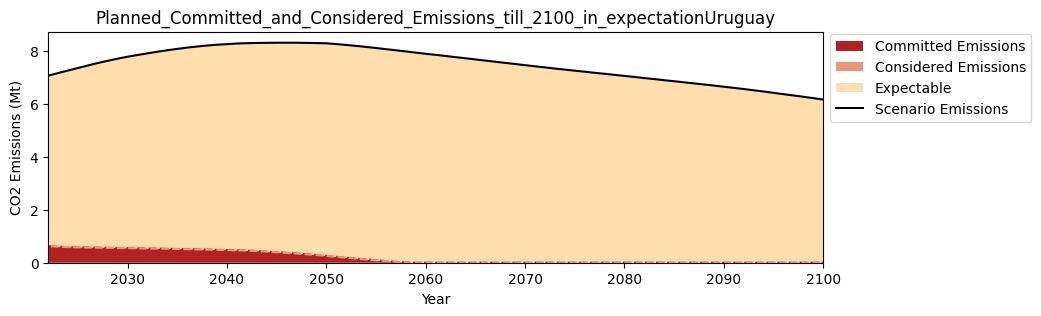 Planned_Committed_and_Considered_Emissions_till_2100_in_expectationUruguay
Committed Emissions
Considered Emissions
Expectable
Scenario Emissions
CO2 Emissions (Mt)
8
6
4
2
0
2030 2040 2050 2060 2070 2080 2090 2100
Year